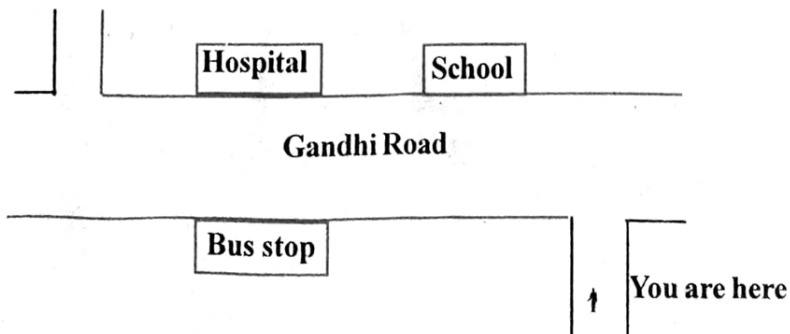 Hospital
School
Gandhi Road
Bus stop
You are here